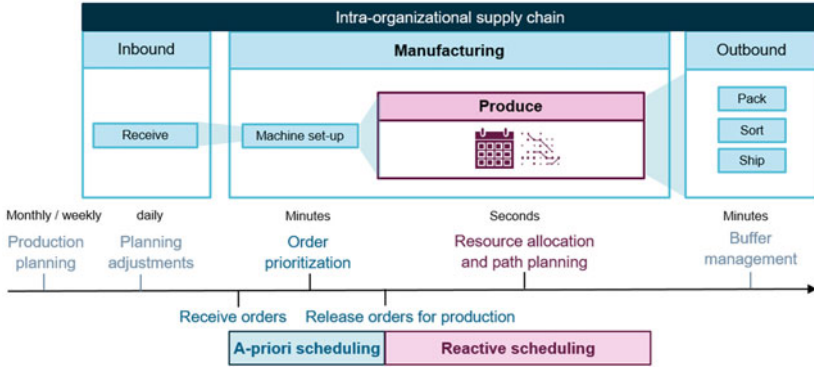 Intra-organizational supply chain
Inbound
Manufacturing
Outbound
Receive
Machine set-up
Produce
Pack
Sort
Ship
Monthly / weekly
daily
Minutes
Seconds
Minutes
Production
planning
Planning
adjustments
Order
prioritization
Resource allocation
and path planning
Buffer
management
Receive orders
Release orders for production
A-priori scheduling
Reactive scheduling